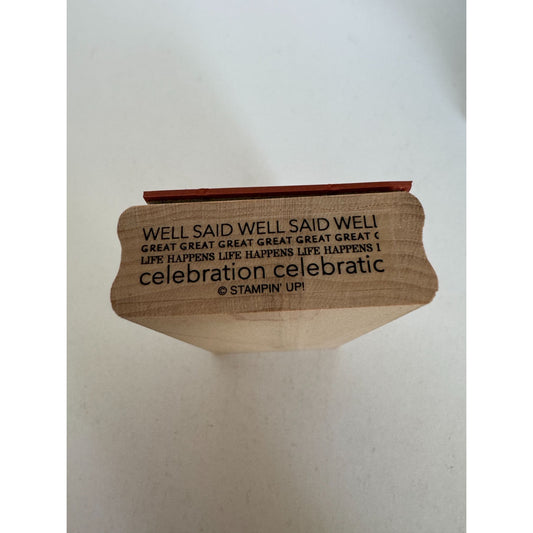 WELL SAID WELL SAID WELL
GREAT GREAT GREAT GREAT GREAT GREAT G
LIFE HAPPENS LIFE HAPPENS LIFE HAPPENS L
celebration celebratic
© STAMPIN' UP!